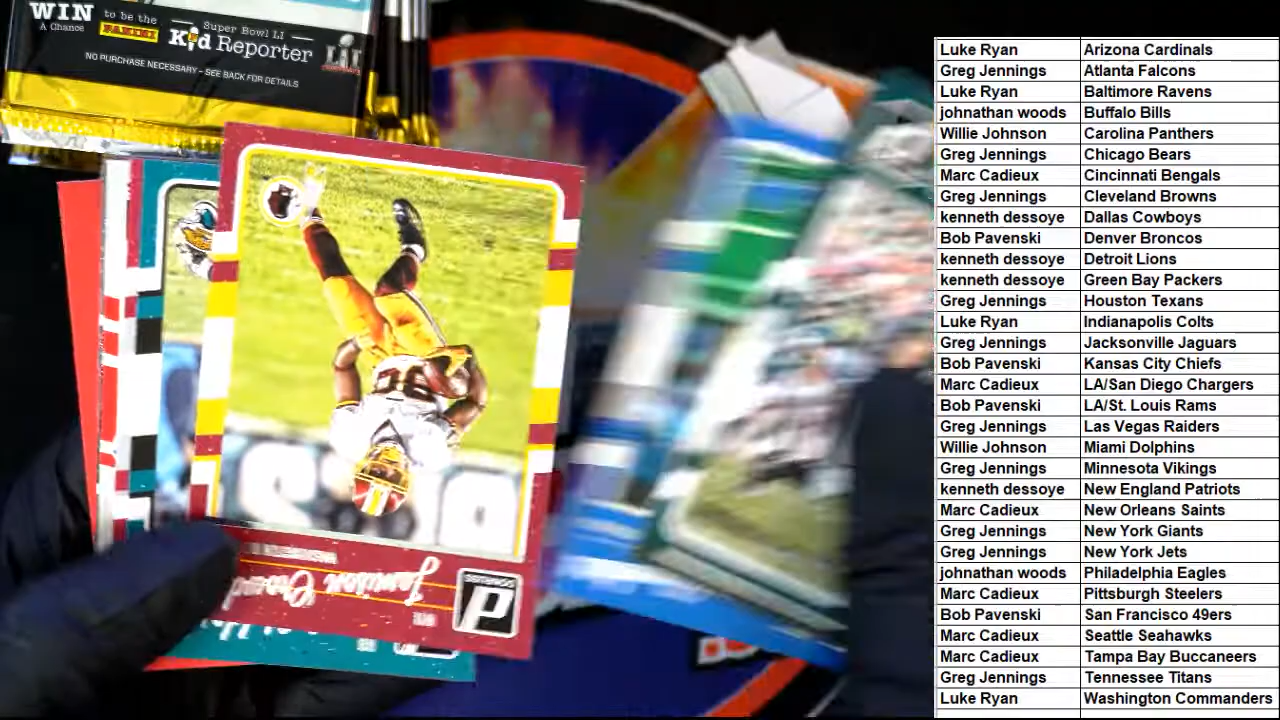 WIN to be the
A Chance PANINI
Super Bowl LI
Kid Reporter
LI
NO PURCHASE NECESSARY – SEE BACK FOR DETAILS
Jamison
WR
DONRUSS
Luke Ryan Arizona Cardinals
Greg Jennings Atlanta Falcons
Luke Ryan Baltimore Ravens
johnathan woods Buffalo Bills
Willie Johnson Carolina Panthers
Greg Jennings Chicago Bears
Marc Cadieux Cincinnati Bengals
Greg Jennings Cleveland Browns
kenneth dessoye Dallas Cowboys
Bob Pavenski Denver Broncos
kenneth dessoye Detroit Lions
kenneth dessoye Green Bay Packers
Greg Jennings Houston Texans
Luke Ryan Indianapolis Colts
Greg Jennings Jacksonville Jaguars
Bob Pavenski Kansas City Chiefs
Marc Cadieux LA/San Diego Chargers
Bob Pavenski LA/St. Louis Rams
Greg Jennings Las Vegas Raiders
Willie Johnson Miami Dolphins
Greg Jennings Minnesota Vikings
kenneth dessoye New England Patriots
Marc Cadieux New Orleans Saints
Greg Jennings New York Giants
Greg Jennings New York Jets
johnathan woods Philadelphia Eagles
Marc Cadieux Pittsburgh Steelers
Bob Pavenski San Francisco 49ers
Marc Cadieux Seattle Seahawks
Marc Cadieux Tampa Bay Buccaneers
Greg Jennings Tennessee Titans
Luke Ryan Washington Commanders